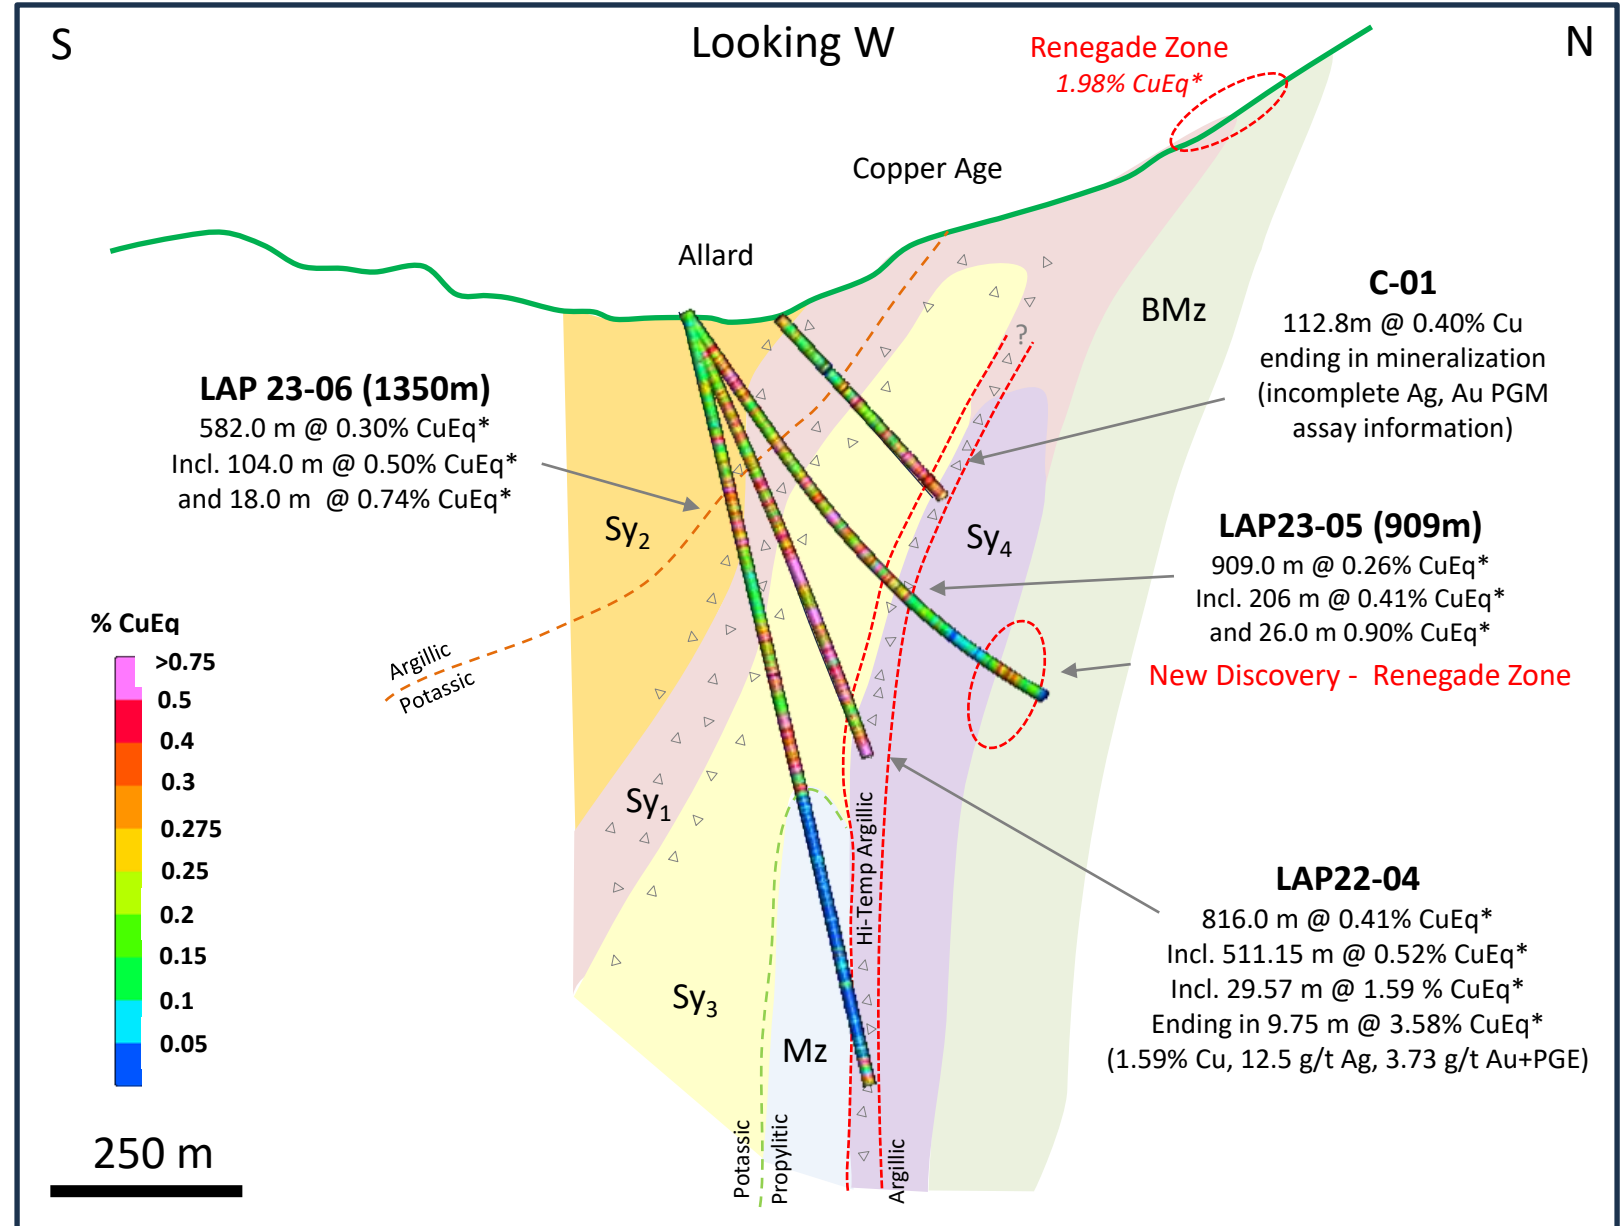 S
Looking W
N
Renegade Zone
1.98% CuEq*
Copper Age
Allard
C-01
112.8m @ 0.40% Cu
ending in mineralization
(incomplete Ag, Au PGM
assay information)
BMz
?
LAP 23-06 (1350m)
582.0 m @ 0.30% CuEq*
Incl. 104.0 m @ 0.50% CuEq*
and 18.0 m @ 0.74% CuEq*
Sy2
Sy4
LAP23-05 (909m)
909.0 m @ 0.26% CuEq*
Incl. 206 m @ 0.41% CuEq*
and 26.0 m 0.90% CuEq*
New Discovery - Renegade Zone
Argillic
Potassic
% CuEq
>0.75
0.5
0.4
0.3
0.275
0.25
0.2
0.15
0.1
0.05
Sy1
Hi-Temp Argillic
LAP22-04
816.0 m @ 0.41% CuEq*
Incl. 511.15 m @ 0.52% CuEq*
Incl. 29.57 m @ 1.59 % CuEq*
Ending in 9.75 m @ 3.58% CuEq*
(1.59% Cu, 12.5 g/t Ag, 3.73 g/t Au+PGE)
Sy3
Mz
Potassic
Propylitic
Argillic
250 m